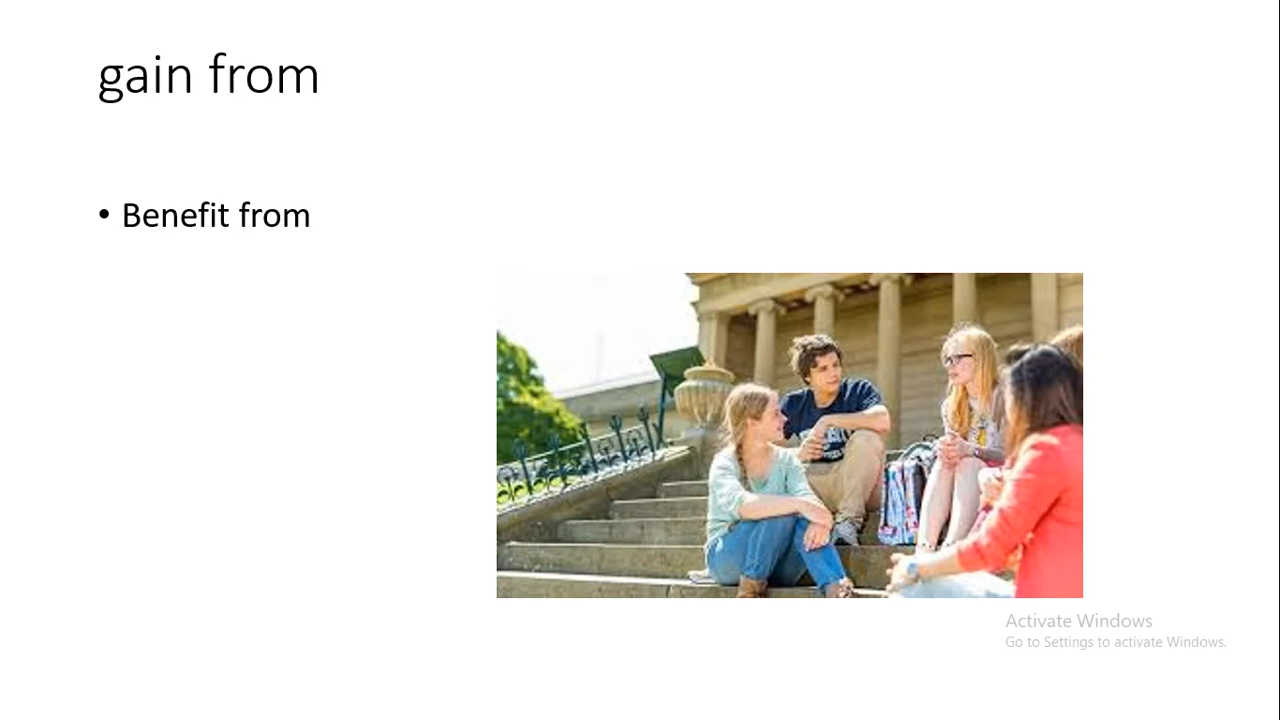 gain from
• Benefit from
Activate Windows
Go to Settings to activate Windows.